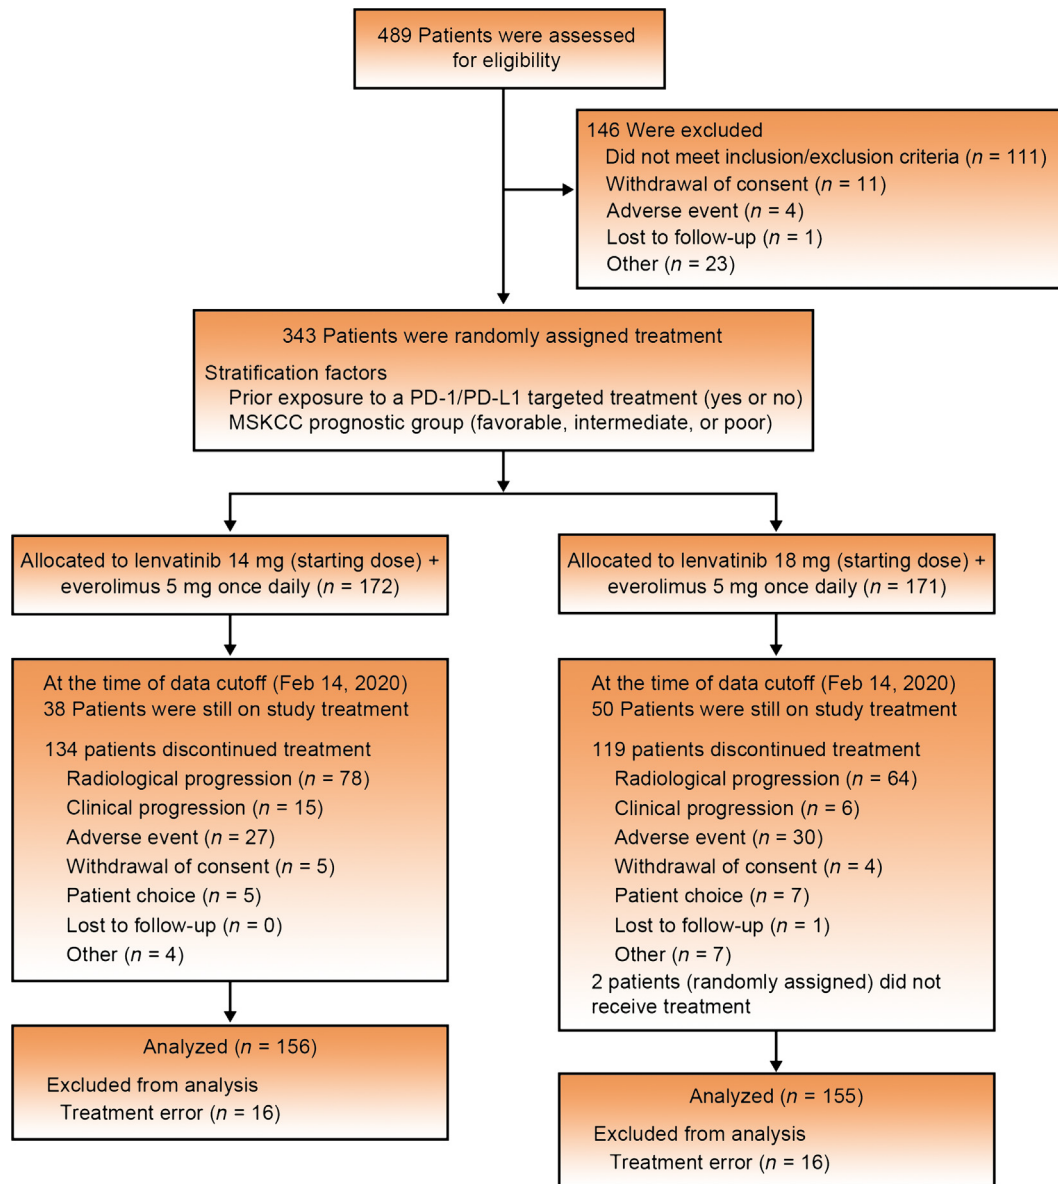 489 Patients were assessed
for eligibility
146 Were excluded
Did not meet inclusion/exclusion criteria (n = 111)
Withdrawal of consent (n = 11)
Adverse event (n = 4)
Lost to follow-up (n = 1)
Other (n = 23)
343 Patients were randomly assigned treatment
Stratification factors
Prior exposure to a PD-1/PD-L1 targeted treatment (yes or no)
MSKCC prognostic group (favorable, intermediate, or poor)
Allocated to lenvatinib 14 mg (starting dose) +
everolimus 5 mg once daily (n = 172)
Allocated to lenvatinib 18 mg (starting dose) +
everolimus 5 mg once daily (n = 171)
At the time of data cutoff (Feb 14, 2020)
38 Patients were still on study treatment
134 patients discontinued treatment
Radiological progression (n = 78)
Clinical progression (n = 15)
Adverse event (n = 27)
Withdrawal of consent (n = 5)
Patient choice (n = 5)
Lost to follow-up (n = 0)
Other (n = 4)
At the time of data cutoff (Feb 14, 2020)
50 Patients were still on study treatment
119 patients discontinued treatment
Radiological progression (n = 64)
Clinical progression (n = 6)
Adverse event (n = 30)
Withdrawal of consent (n = 4)
Patient choice (n = 7)
Lost to follow-up (n = 1)
Other (n = 7)
2 patients (randomly assigned) did not
receive treatment
Analyzed (n = 156)
Excluded from analysis
Treatment error (n = 16)
Analyzed (n = 155)
Excluded from analysis
Treatment error (n = 16)